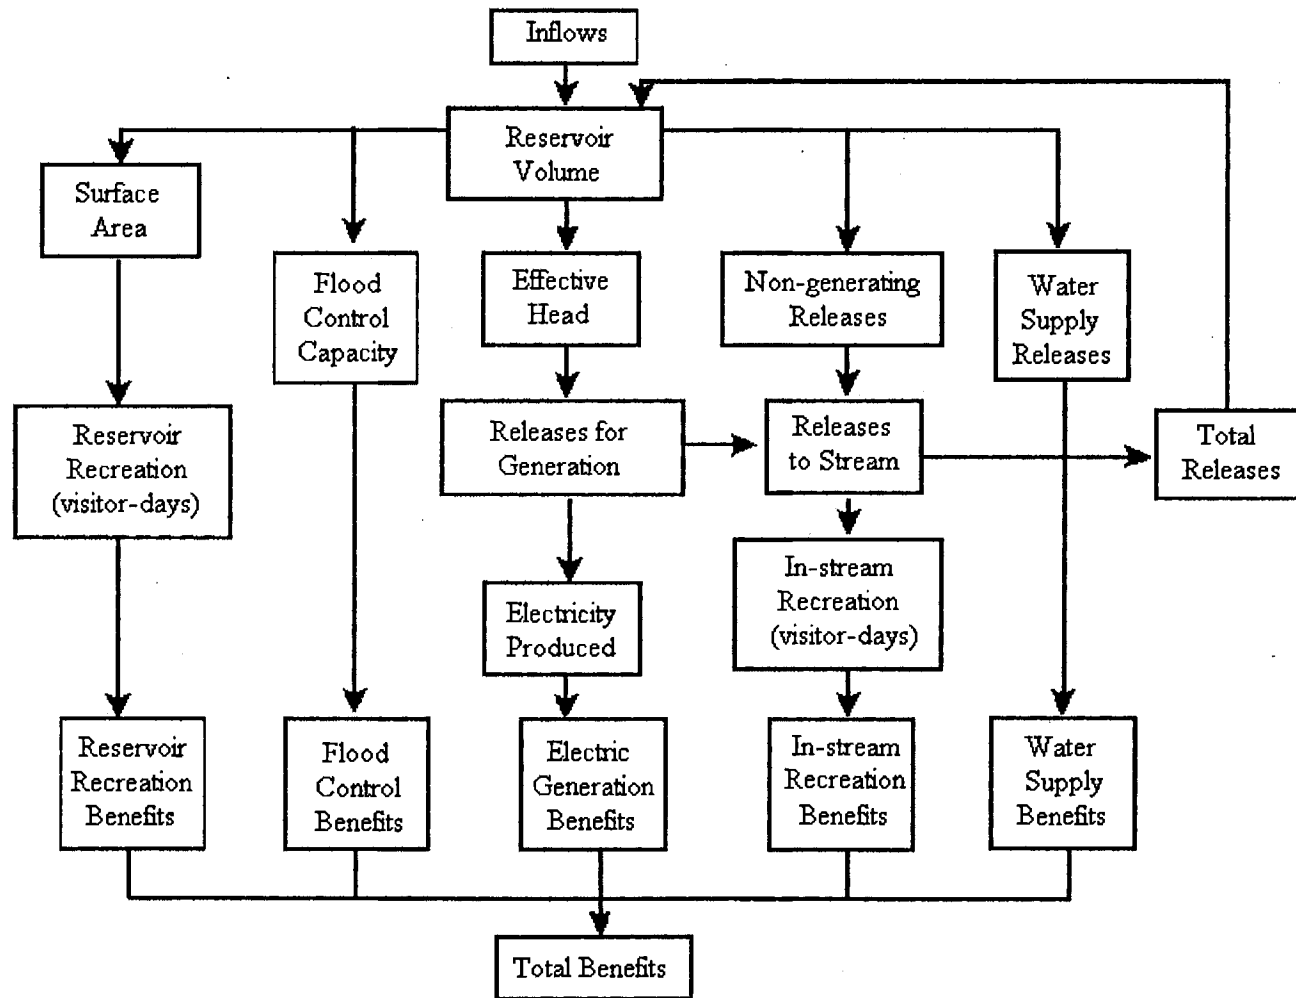 Inflows
Reservoir
Volume
Surface
Area
Flood
Control
Capacity
Effective
Head
Non-generating
Releases
Water
Supply
Releases
Reservoir
Recreation
(visitor-days)
Releases for
Generation
Releases
to Stream
Total
Releases
Electricity
Produced
In-stream
Recreation
(visitor-days)
Reservoir
Recreation
Benefits
Flood
Control
Benefits
Electric
Generation
Benefits
In-stream
Recreation
Benefits
Water
Supply
Benefits
Total Benefits